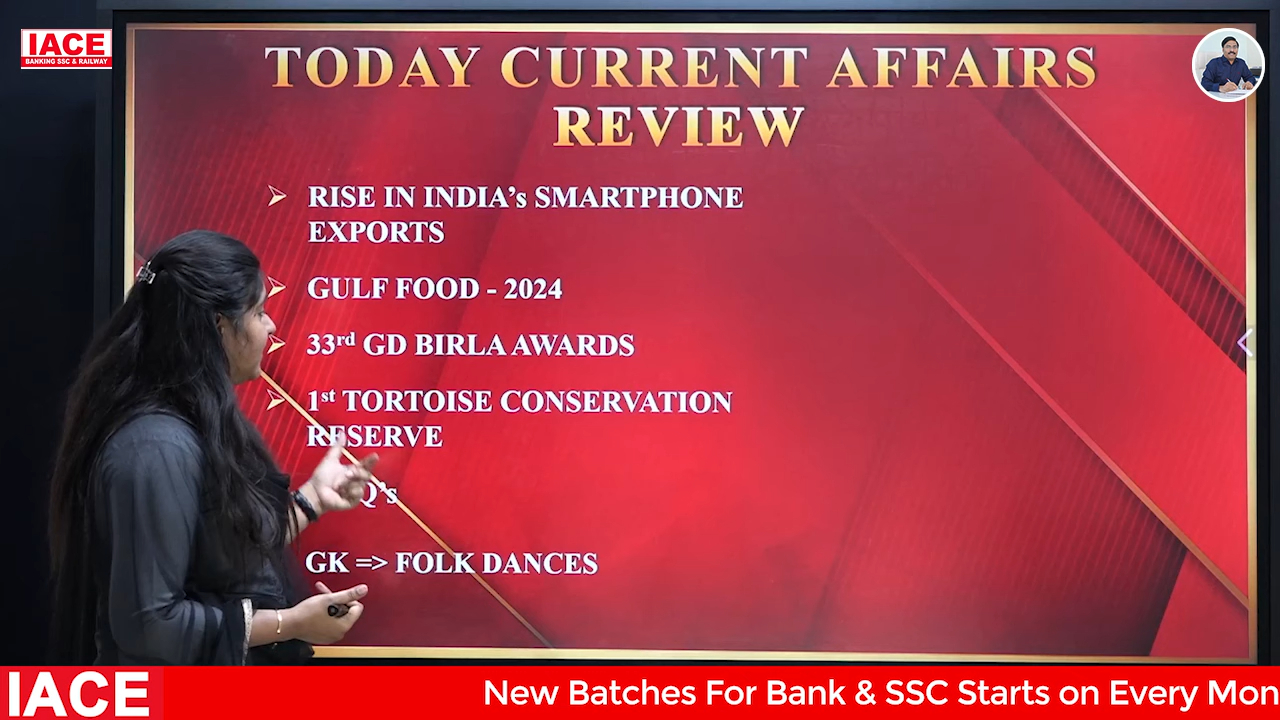 IACE
BANKING SSC & RAILWAY
TODAY CURRENT AFFAIRS
REVIEW
RISE IN INDIA's SMARTPHONE
EXPORTS
GULF FOOD - 2024
33rd GD BIRLA AWARDS
1st TORTOISE CONSERVATION
RESERVE
Q's
GK => FOLK DANCES
IACE
New Batches For Bank & SSC Starts on Every Mon